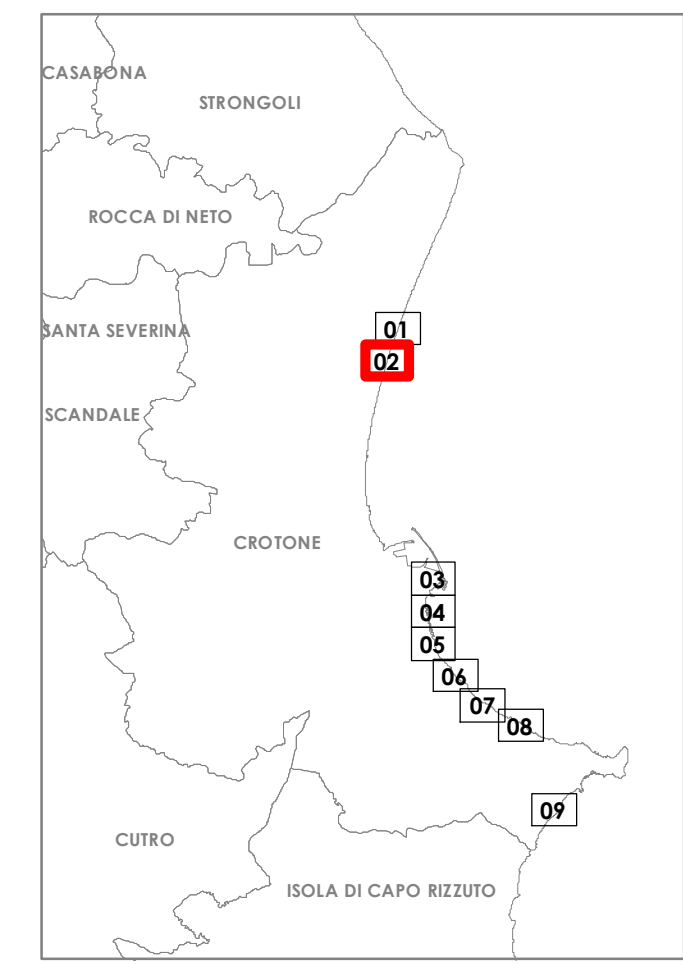 CASABONA
STRONGOLI
ROCCA DI NETO
SANTA SEVERINA
01
02
SCANDALE
CROTONE
03
04
05
06
07
08
09
CUTRO
ISOLA DI CAPO RIZZUTO